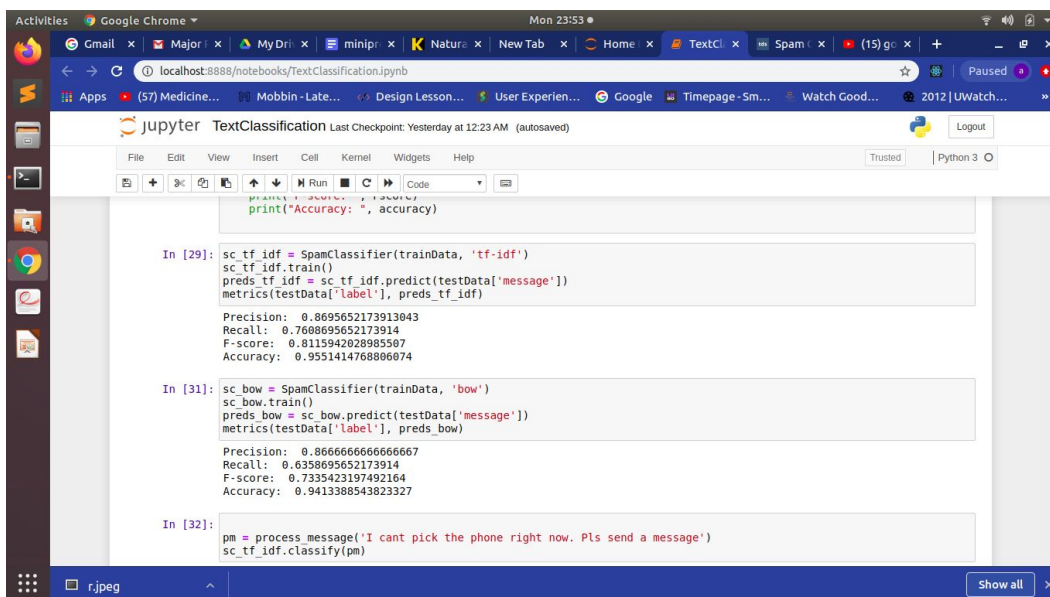 Activities Google Chrome Mon 23:53
Gmail × Major × My Dri × minipr × Natura × New Tab × Home × TextCl × Spam × (15) go × +
localhost:8888/notebooks/TextClassification.ipynb Paused a
Apps (57) Medicine... Mobbin - Late... Design Lesson... User Experien... Google Timepage - Sm... Watch Good... 2012 | UWatch... »
Jupyter TextClassification Last Checkpoint: Yesterday at 12:23 AM (autosaved) Logout
File Edit View Insert Cell Kernel Widgets Help Trusted Python 3
Run Code
print("Accuracy: ", accuracy)
In [29]: sc_tf_idf = SpamClassifier(trainData, 'tf-idf')
sc_tf_idf.train()
preds_tf_idf = sc_tf_idf.predict(testData['message'])
metrics(testData['label'], preds_tf_idf)
Precision: 0.8695652173913043
Recall: 0.7608695652173914
F-score: 0.8115942028985507
Accuracy: 0.9551414768806074
In [31]: sc_bow = SpamClassifier(trainData, 'bow')
sc_bow.train()
preds_bow = sc_bow.predict(testData['message'])
metrics(testData['label'], preds_bow)
Precision: 0.8666666666666667
Recall: 0.6358695652173914
F-score: 0.7335423197492164
Accuracy: 0.9413388543823327
In [32]:
pm = process_message('I cant pick the phone right now. Pls send a message')
sc_tf_idf.classify(pm)
r.jpeg Show all ×